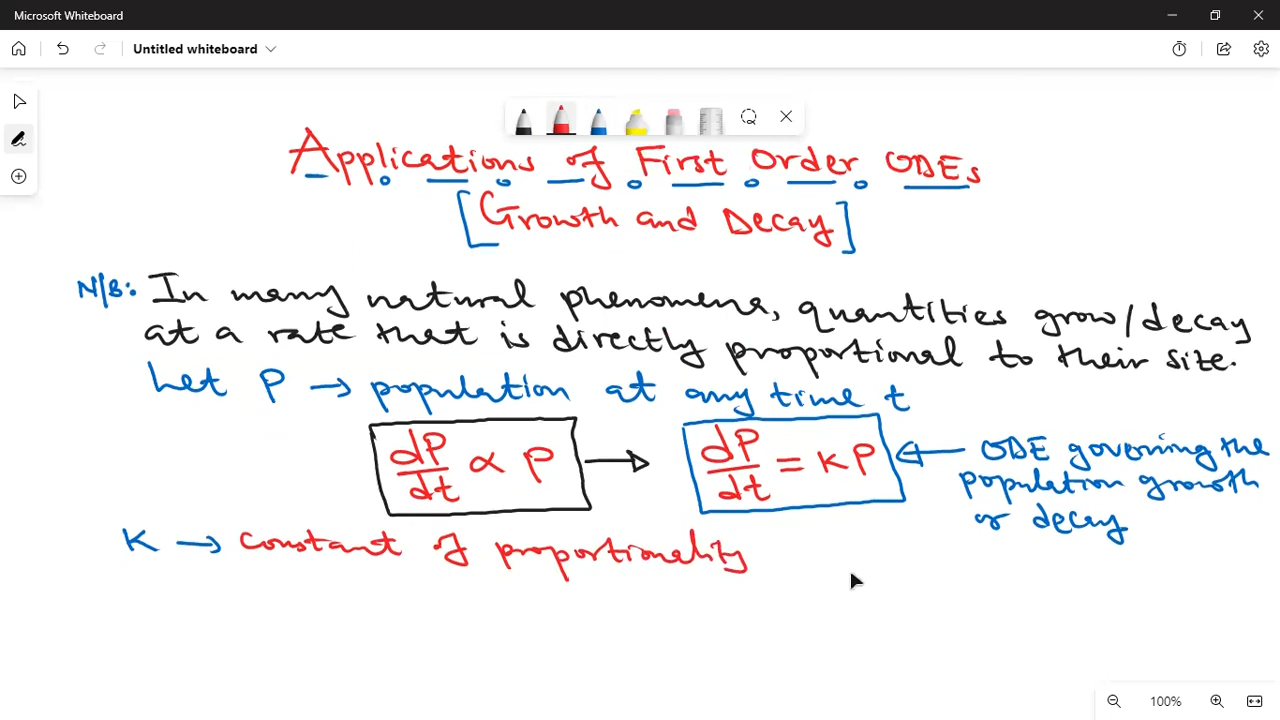 Microsoft Whiteboard
Untitled whiteboard
Applications of First Order ODEs
[Growth and Decay]
N/B: In many natural phenomena, quantities grow/decay
at a rate that is directly proportional to their size.
Let P → population at any time t
dP/dt ∝ P → dP/dt = KP ← ODE governing the
population growth
or decay
K → constant of proportionality
100%